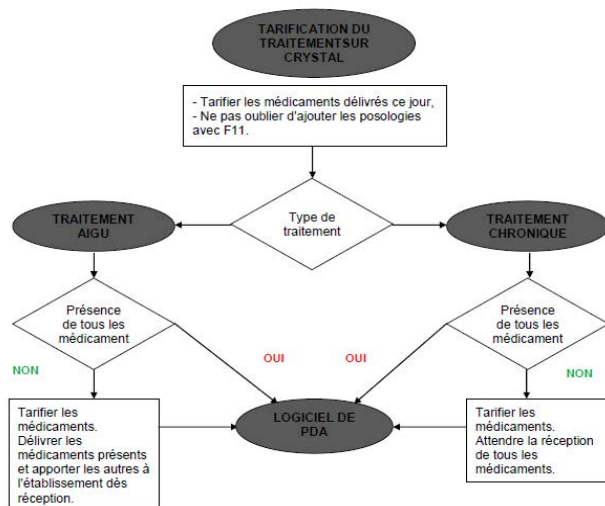 TARIFICATION DU
TRAITEMENTSUR
CRYSTAL
- Tarifier les médicaments délivrés ce jour,
- Ne pas oublier d'ajouter les posologies
avec F11.
Type de
traitement
TRAITEMENT
AIGU
TRAITEMENT
CHRONIQUE
Présence
de tous les
médicament
Présence
de tous les
médicament
NON
OUI
OUI
NON
Tarifier les
médicaments.
Délivrer les
médicaments présents
et apporter les autres à
l'établissement dès
réception.
LOGICIEL DE
PDA
Tarifier les
médicaments.
Attendre la réception
de tous les
médicaments.